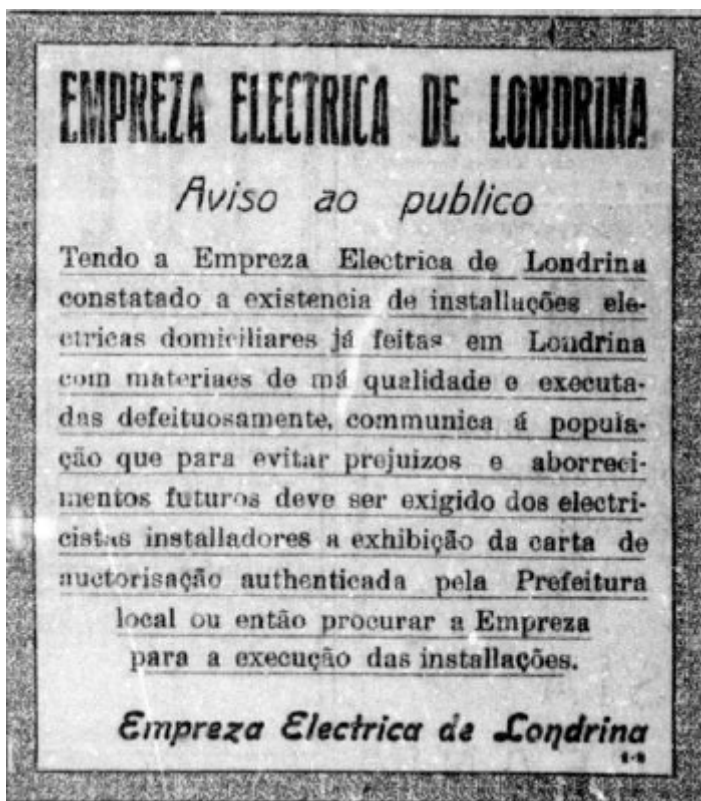 EMPREZA ELECTRICA DE LONDRINA
Aviso ao publico
Tendo a Empreza Electrica de Londrina
constatado a existencia de installações ele-
ctricas domiciliares já feitas em Londrina
com materiaes de má qualidade e executa-
das defeituosamente, communica á popula-
ção que para evitar prejuizos e aborreci-
mentos futuros deve ser exigido dos electri-
cistas installadores a exhibição da carta de
auctorisação authenticada pela Prefeitura
local ou então procurar a Empreza
para a execução das installações.
Empreza Electrica de Londrina